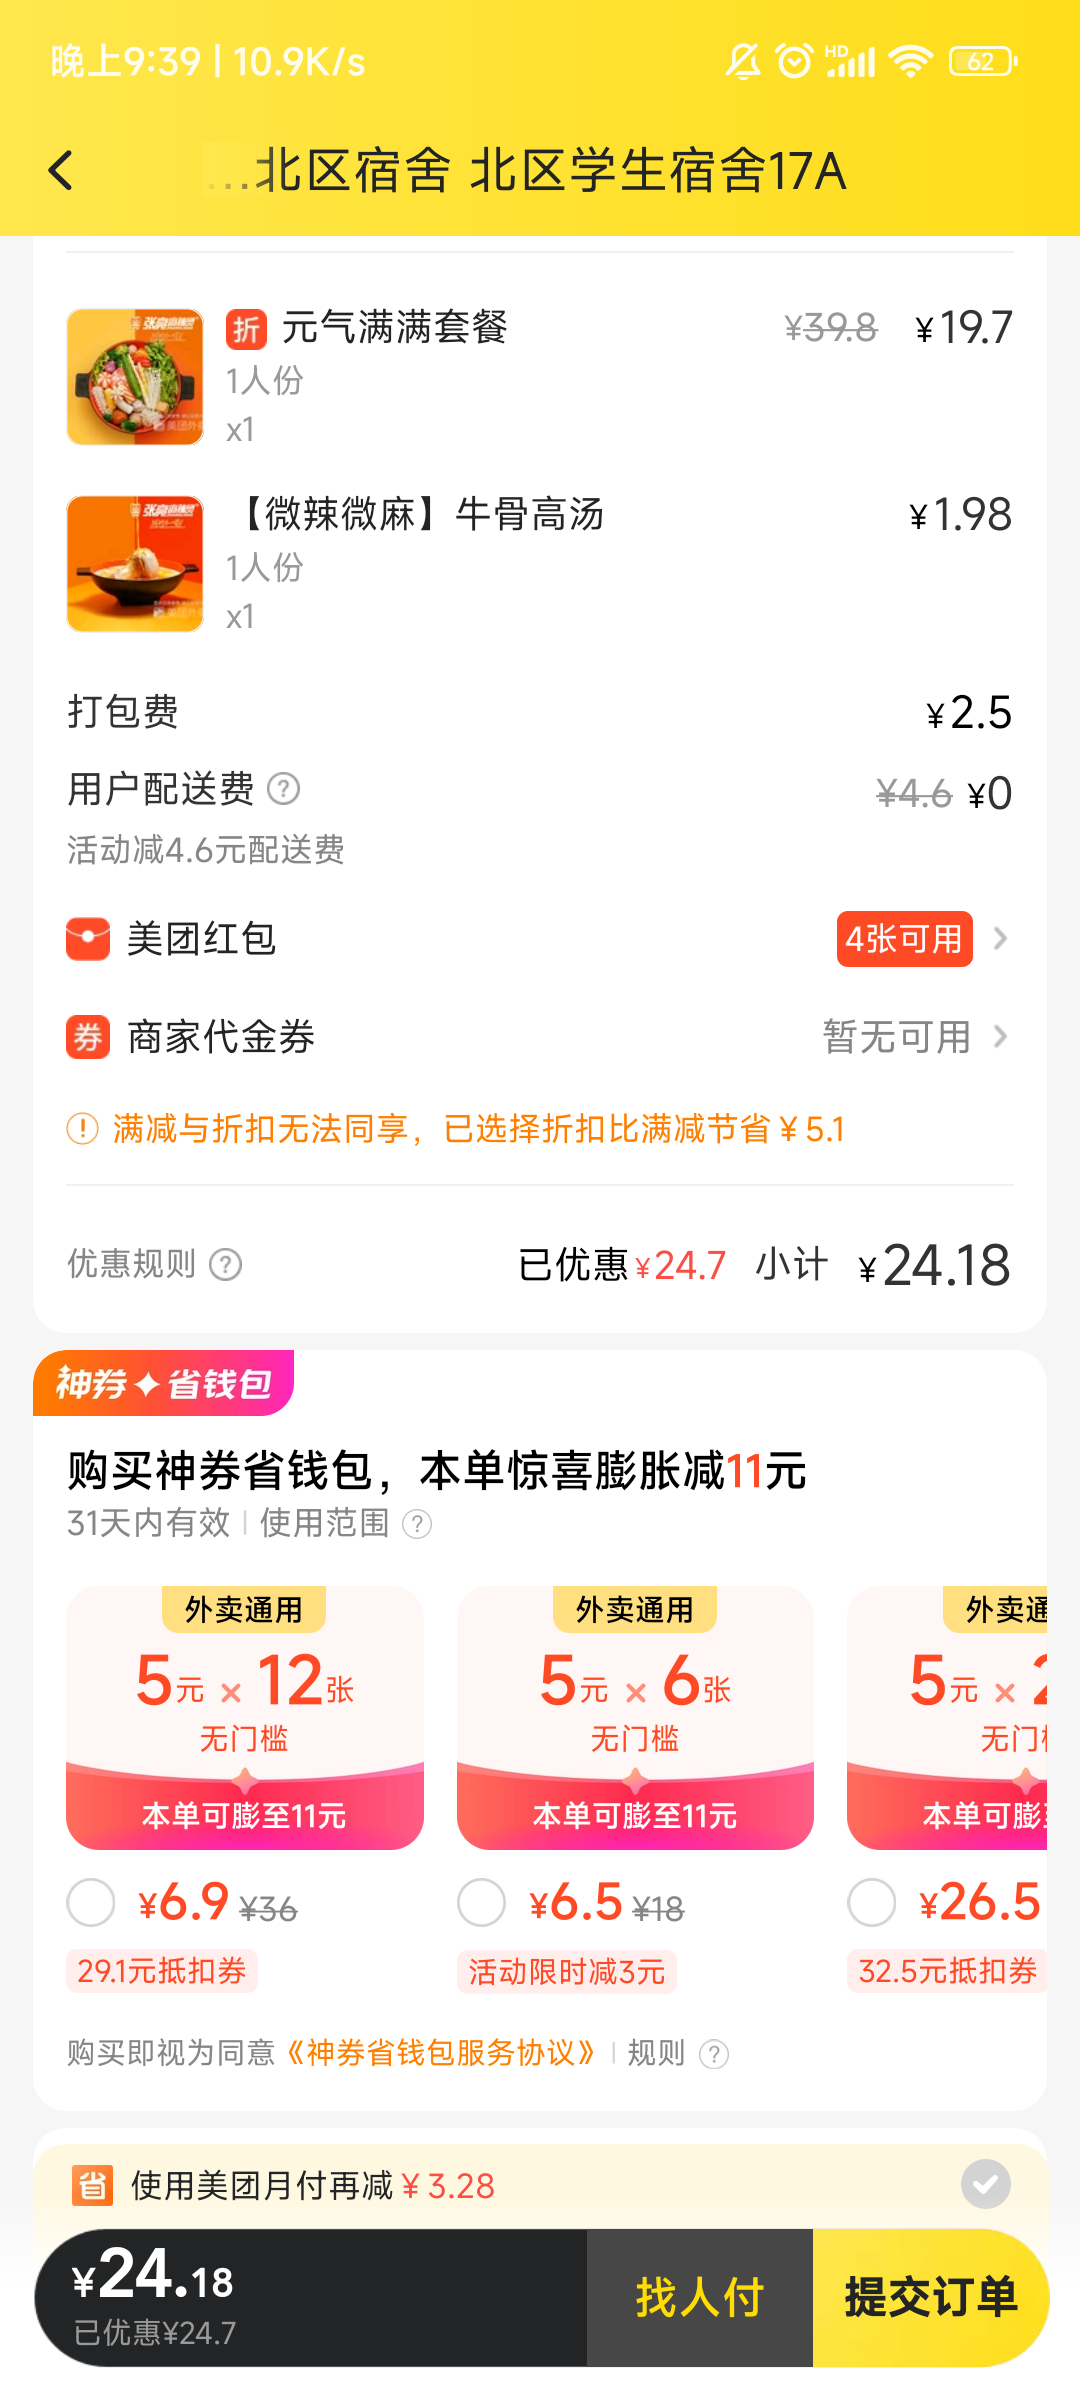 晚上9:39 | 10.9K/s
HD
62
...北区宿舍 北区学生宿舍17A
折 元气满满套餐 ¥39.8 ¥19.7
1人份
x1
【微辣微麻】牛骨高汤 ¥1.98
1人份
x1
打包费 ¥2.5
用户配送费 ? ¥4.6 ¥0
活动减4.6元配送费
美团红包 4张可用
券 商家代金券 暂无可用
! 满减与折扣无法同享，已选择折扣比满减节省¥5.1
优惠规则 ? 已优惠¥24.7 小计 ¥24.18
神券 省钱包
购买神券省钱包，本单惊喜膨胀减11元
31天内有效 | 使用范围 ?
外卖通用 外卖通用 外卖通
5元 × 12张 5元 × 6张 5元 × 2
无门槛 无门槛 无门
本单可膨至11元 本单可膨至11元 本单可膨
¥6.9 ¥36 ¥6.5 ¥18 ¥26.5
29.1元抵扣券 活动限时减3元 32.5元抵扣券
购买即视为同意《神券省钱包服务协议》 | 规则 ?
省 使用美团月付再减¥3.28
¥24.18 找人付 提交订单
已优惠¥24.7